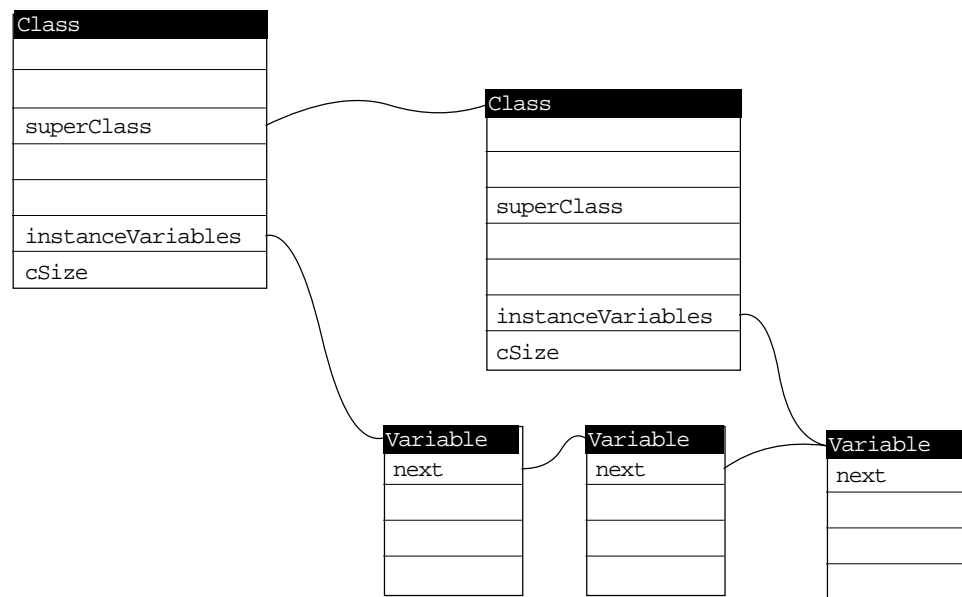 Class
superClass
instanceVariables
cSize
Class
superClass
instanceVariables
cSize
Variable
next
Variable
next
Variable
next